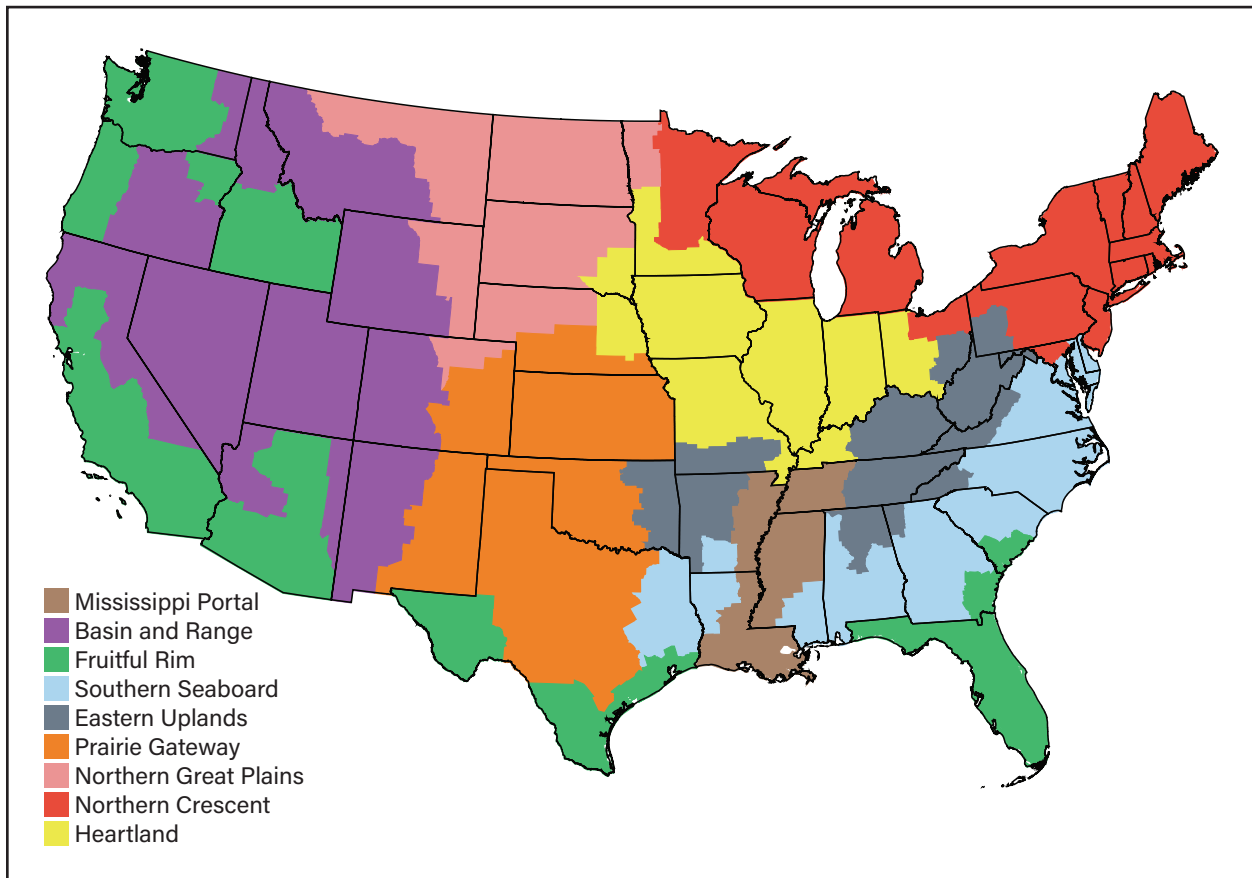 Mississippi Portal
Basin and Range
Fruitful Rim
Southern Seaboard
Eastern Uplands
Prairie Gateway
Northern Great Plains
Northern Crescent
Heartland